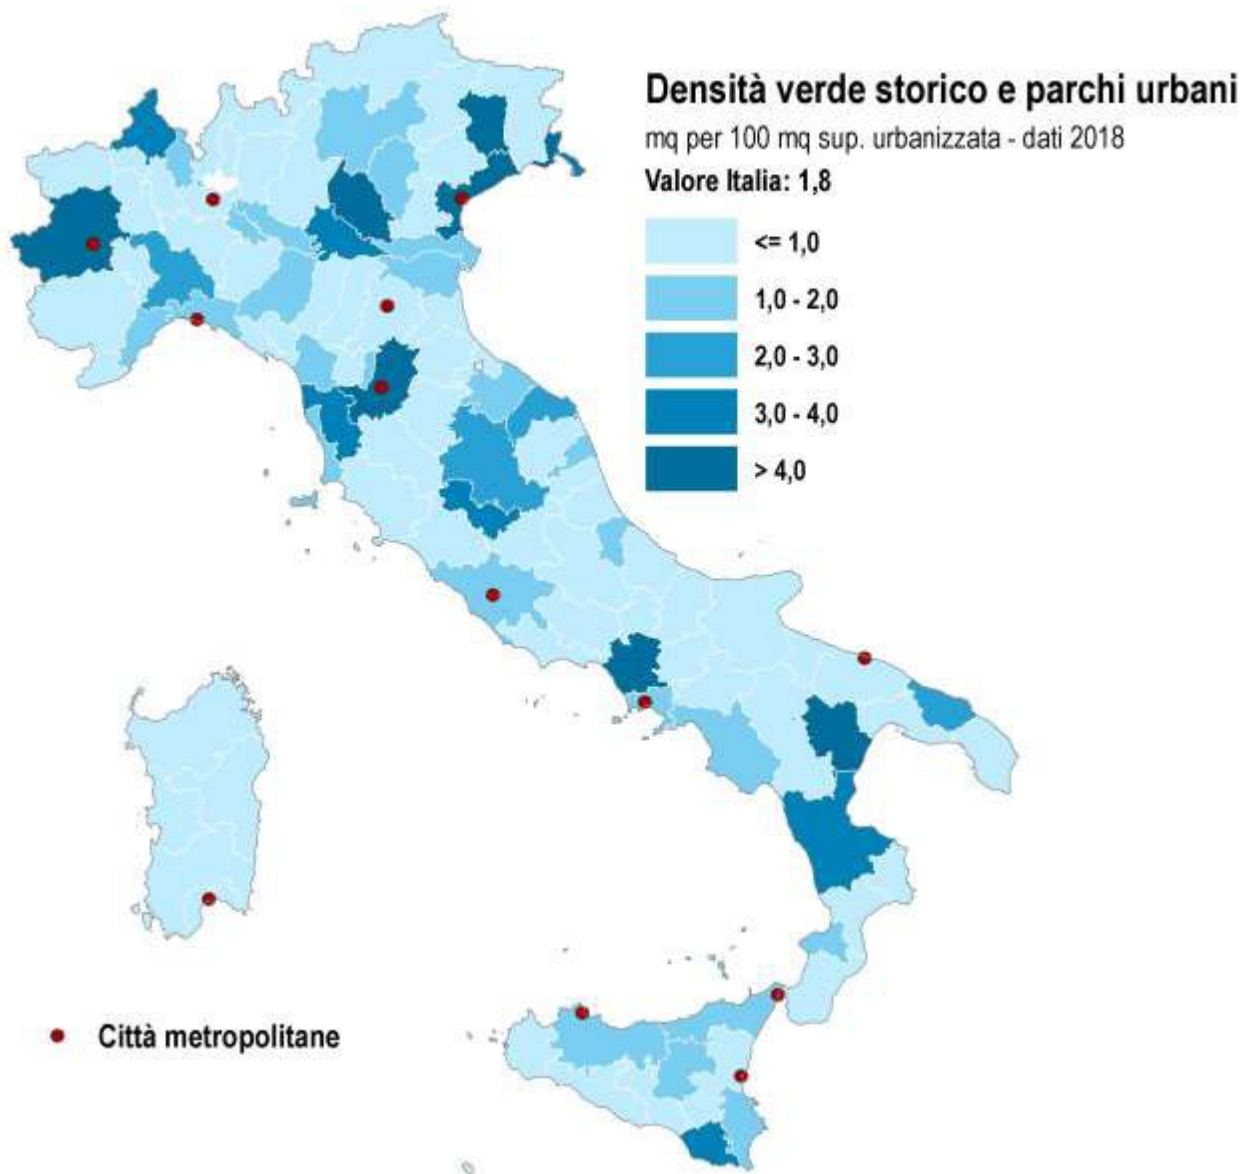 Densità verde storico e parchi urbani
mq per 100 mq sup. urbanizzata - dati 2018
Valore Italia: 1,8
<= 1,0
1,0 - 2,0
2,0 - 3,0
3,0 - 4,0
> 4,0
Città metropolitane